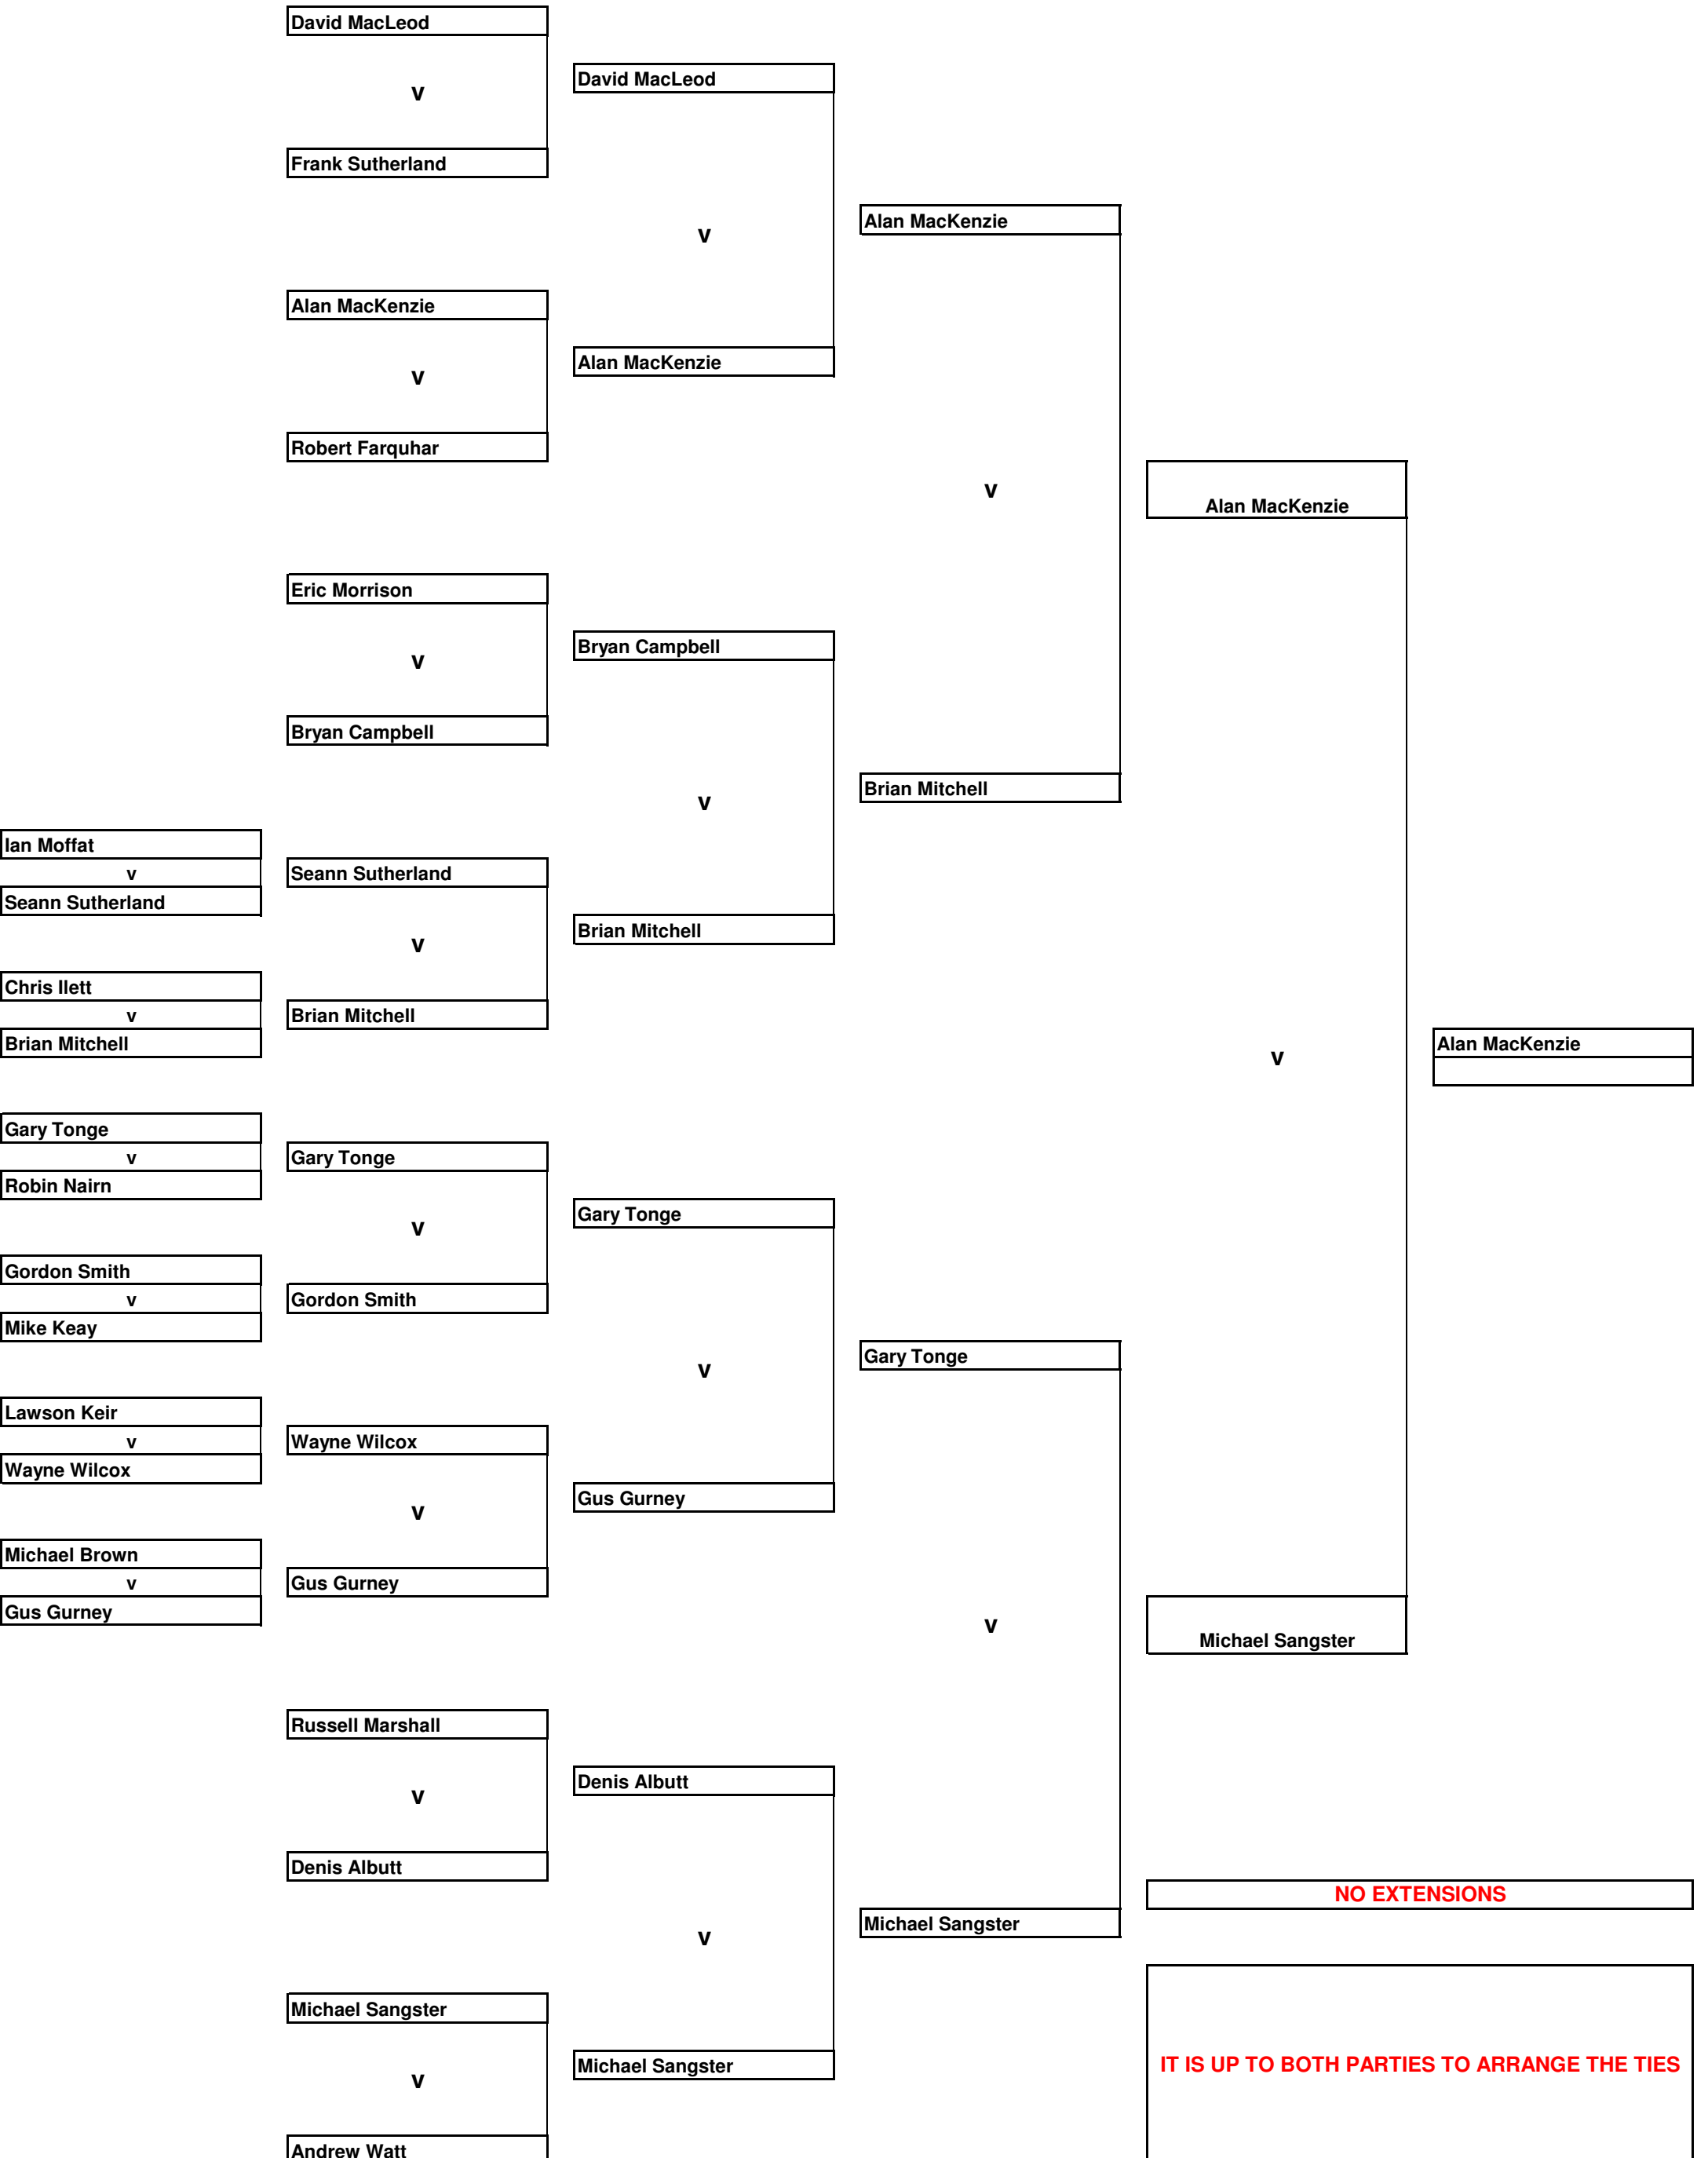 David MacLeod
David MacLeod
v
Frank Sutherland
Alan MacKenzie
v
Alan MacKenzie
Alan MacKenzie
v
Robert Farquhar
v
Alan MacKenzie
Eric Morrison
Bryan Campbell
v
Bryan Campbell
Brian Mitchell
v
Ian Moffat
v
Seann Sutherland
Seann Sutherland
Brian Mitchell
v
Chris Ilett
v
Brian Mitchell
Brian Mitchell
Alan MacKenzie
v
Gary Tonge
v
Gary Tonge
Robin Nairn
Gary Tonge
v
Gordon Smith
v
Gordon Smith
Mike Keay
Gary Tonge
v
Lawson Keir
v
Wayne Wilcox
Wayne Wilcox
Gus Gurney
v
Michael Brown
v
Gus Gurney
Gus Gurney
v
Michael Sangster
Russell Marshall
Denis Albutt
v
Denis Albutt
NO EXTENSIONS
Michael Sangster
v
Michael Sangster
IT IS UP TO BOTH PARTIES TO ARRANGE THE TIES
Michael Sangster
v
Andrew Watt